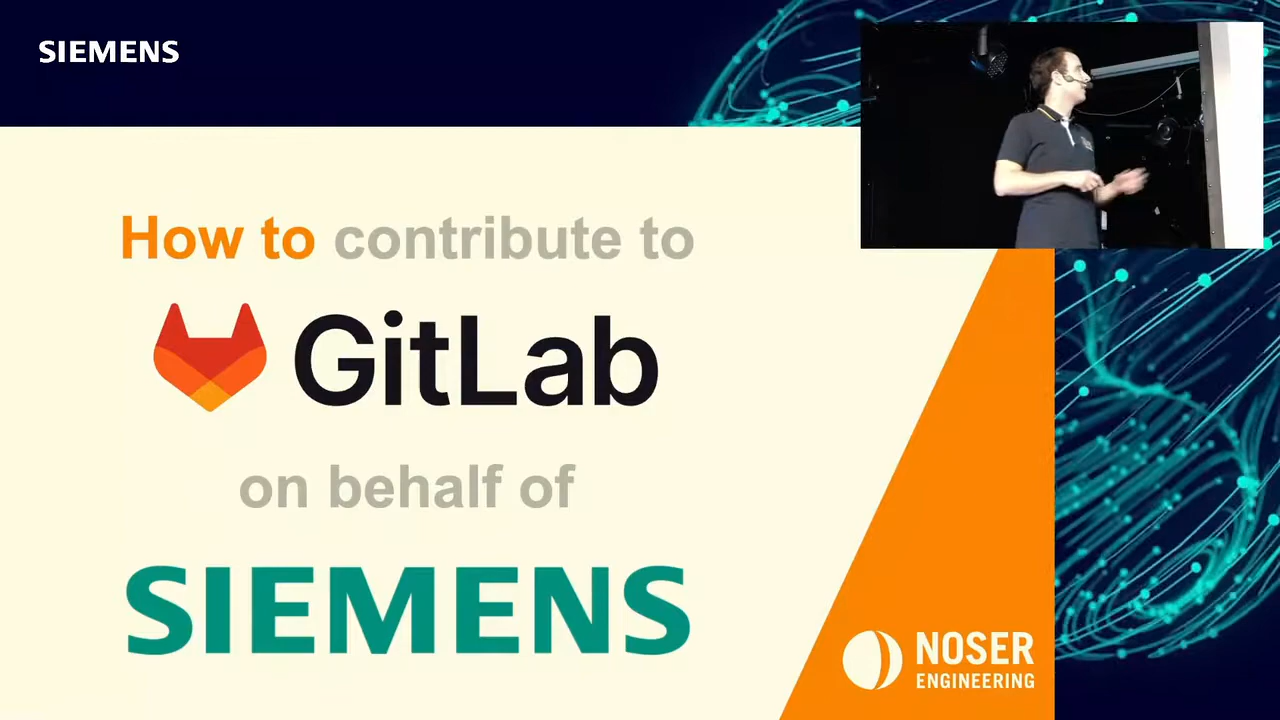 SIEMENS
How to contribute to
GitLab
on behalf of
SIEMENS
NOSER
ENGINEERING